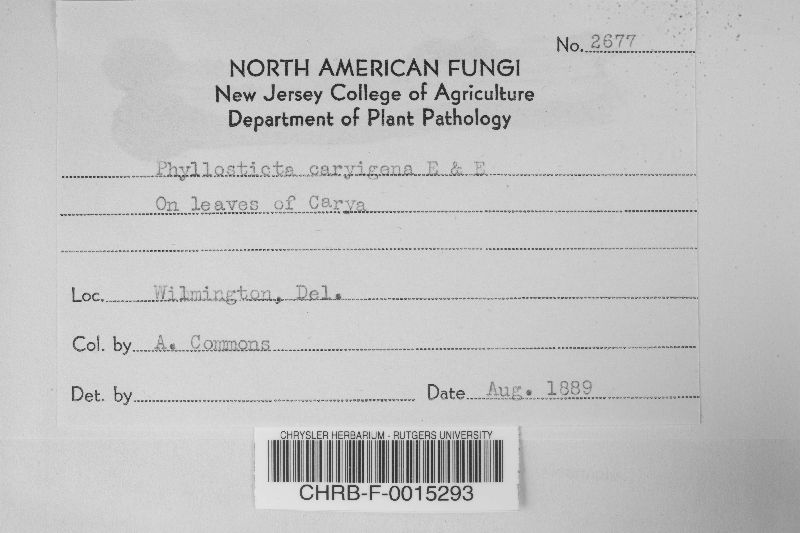 No. 2677
NORTH AMERICAN FUNGI
New Jersey College of Agriculture
Department of Plant Pathology
Phyllosticta caryigena E & E
On leaves of Carya
Loc. Wilmington, Del.
Col. by A. Commons
Det. by
Date Aug. 1889
CHRYSLER HERBARIUM - RUTGERS UNIVERSITY
CHRB-F-0015293